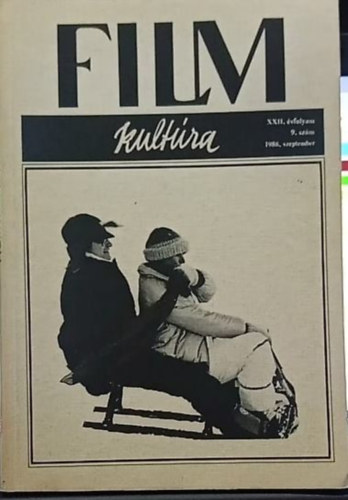 FILM
kultúra
XXII. évfolyam
9. szám
1986. szeptember